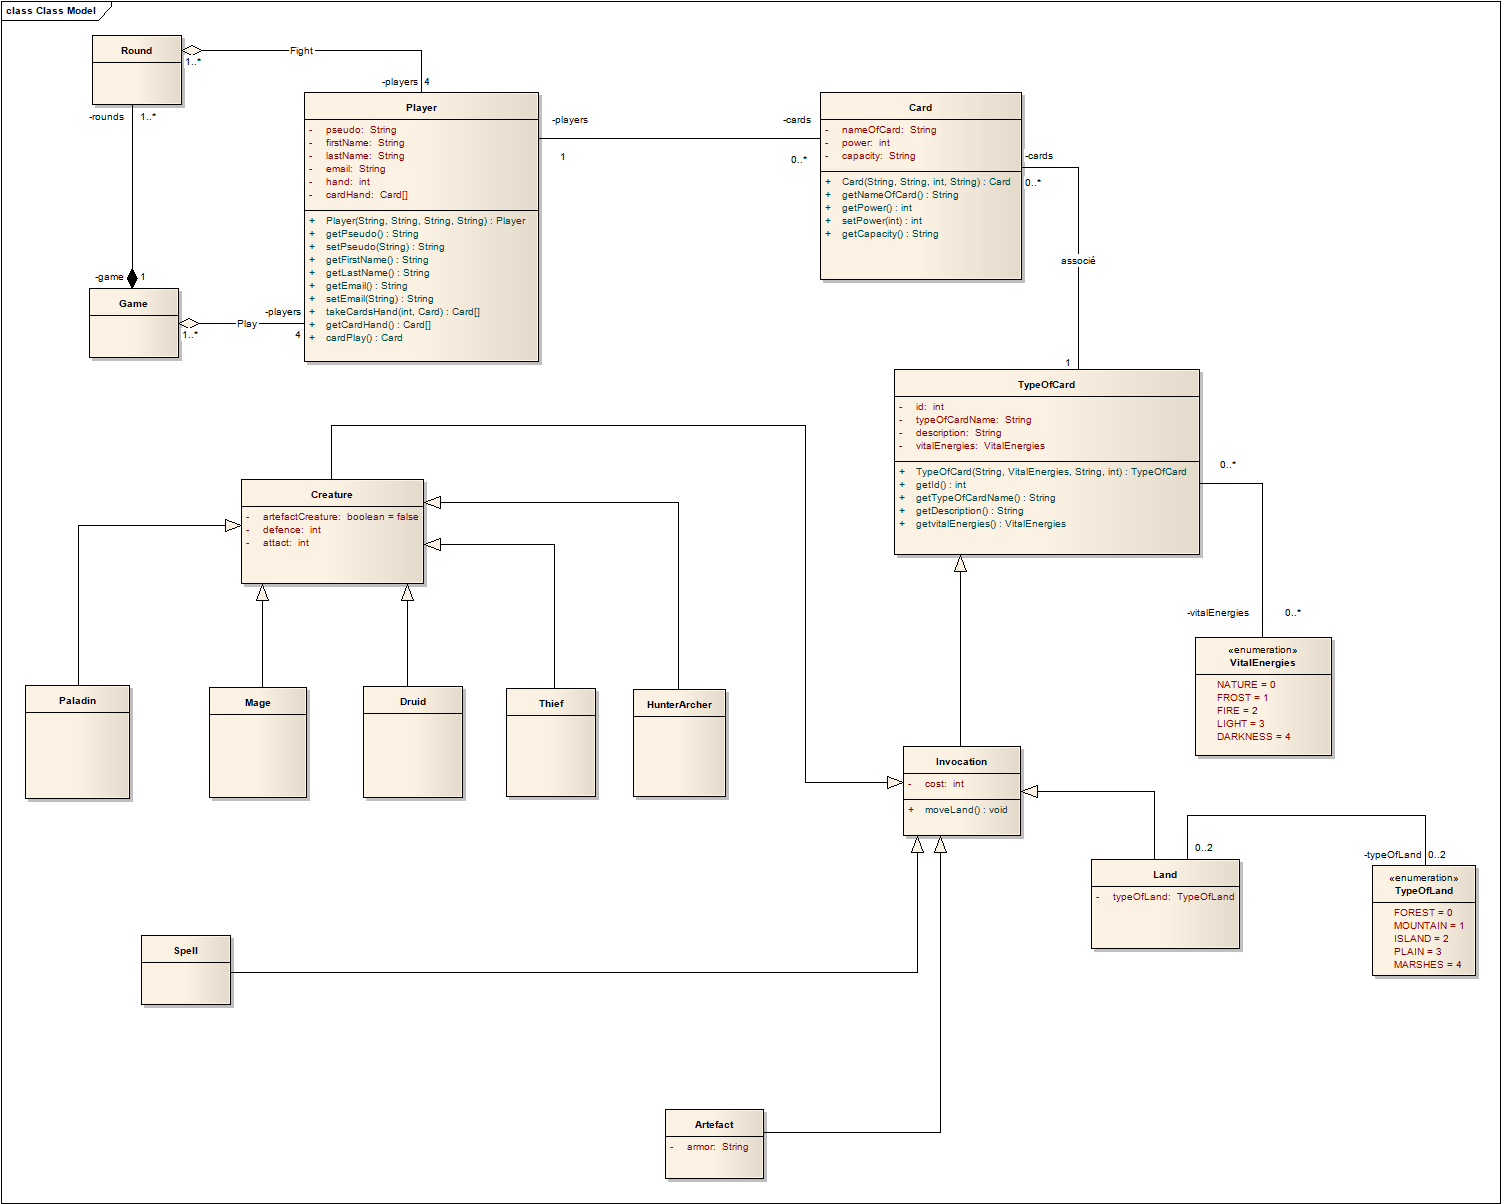 class Class Model
Round
1..*
Fight
-players 4
-rounds 1..*
-game 1
Game
1..*
Play
-players
4
Player
- pseudo: String
- firstName: String
- lastName: String
- email: String
- hand: int
- cardHand: Card[]
+ Player(String, String, String, String) : Player
+ getPseudo() : String
+ setPseudo(String) : String
+ getFirstName() : String
+ getLastName() : String
+ getEmail() : String
+ setEmail(String) : String
+ takeCardsHand(int, Card) : Card[]
+ getCardHand() : Card[]
+ cardPlay() : Card
-players
1
-cards
0..*
Card
- nameOfCard: String
- power: int
- capacity: String
+ Card(String, String, int, String) : Card
+ getNameOfCard() : String
+ getPower() : int
+ setPower(int) : int
+ getCapacity() : String
-cards
0..*
associé
1
TypeOfCard
- id: int
- typeOfCardName: String
- description: String
- vitalEnergies: VitalEnergies
+ TypeOfCard(String, VitalEnergies, String, int) : TypeOfCard
+ getId() : int
+ getTypeOfCardName() : String
+ getDescription() : String
+ getvitalEnergies() : VitalEnergies
0..*
-vitalEnergies 0..*
«enumeration»
VitalEnergies
NATURE = 0
FROST = 1
FIRE = 2
LIGHT = 3
DARKNESS = 4
Creature
- artefactCreature: boolean = false
- defence: int
- attact: int
Paladin
Mage
Druid
Thief
HunterArcher
Invocation
- cost: int
+ moveLand() : void
Land
- typeOfLand: TypeOfLand
0..2
-typeOfLand 0..2
«enumeration»
TypeOfLand
FOREST = 0
MOUNTAIN = 1
ISLAND = 2
PLAIN = 3
MARSHES = 4
Spell
Artefact
- armor: String